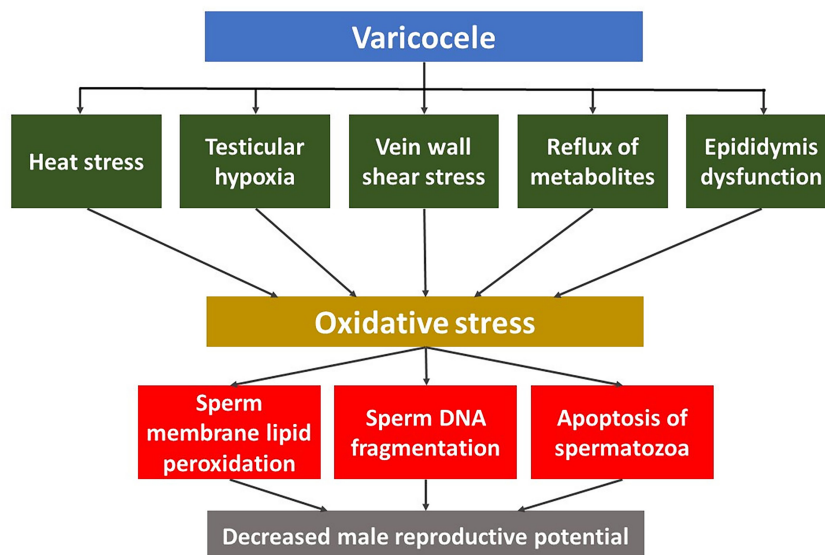 Varicocele
Heat stress
Testicular
hypoxia
Vein wall
shear stress
Reflux of
metabolites
Epididymis
dysfunction
Oxidative stress
Sperm
membrane lipid
peroxidation
Sperm DNA
fragmentation
Apoptosis of
spermatozoa
Decreased male reproductive potential